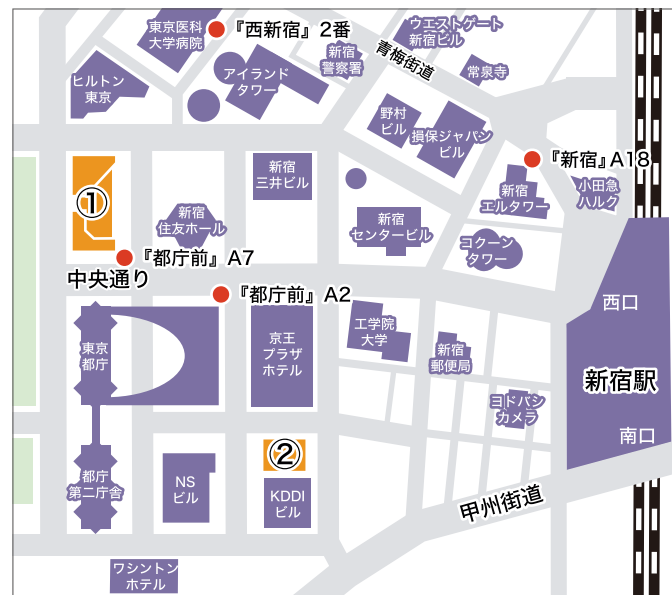 東京医科
大学病院
『西新宿』2番
ウエストゲート
新宿ビル
新宿
警察署
青梅街道
常泉寺
アイランド
タワー
ヒルトン
東京
野村
ビル
損保ジャパン
ビル
『新宿』A18
新宿
三井ビル
新宿
エルタワー
小田急
ハルク
①
新宿
住友ホール
新宿
センタービル
コクーン
タワー
『都庁前』A7
中央通り
『都庁前』A2
西口
東京
都庁
京王
プラザ
ホテル
工学院
大学
新宿
郵便局
新宿駅
ヨドバシ
カメラ
南口
②
都庁
第二庁舎
NS
ビル
KDDI
ビル
甲州街道
ワシントン
ホテル